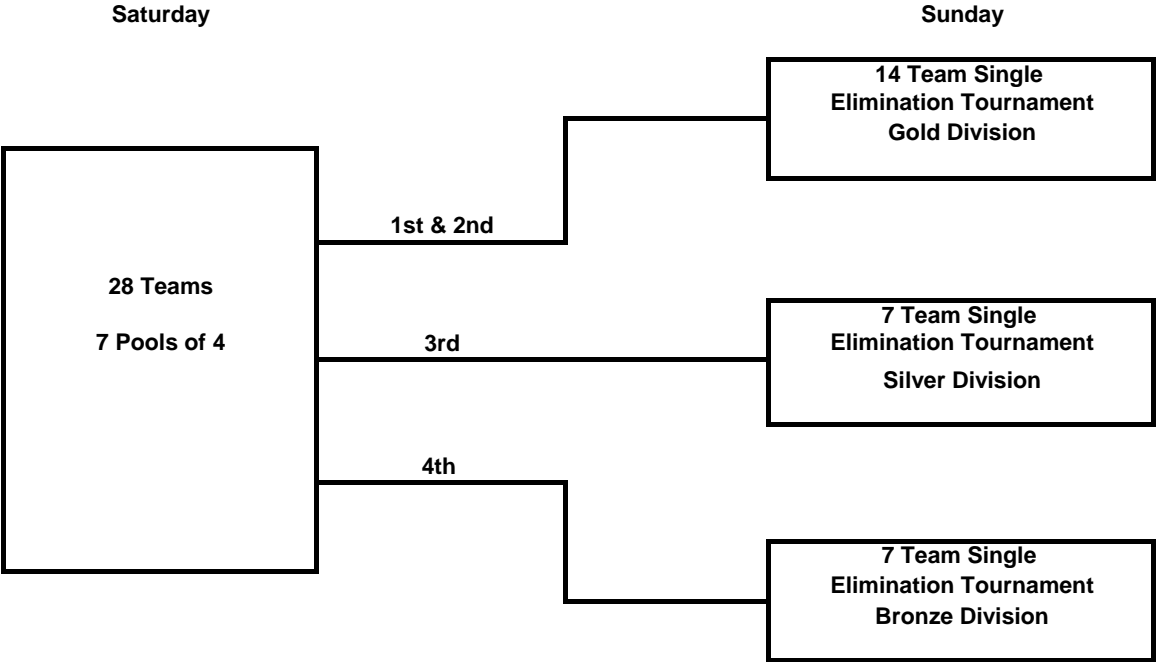 Saturday
Sunday
14 Team Single
Elimination Tournament
Gold Division
1st & 2nd
28 Teams
7 Pools of 4
3rd
7 Team Single
Elimination Tournament
Silver Division
4th
7 Team Single
Elimination Tournament
Bronze Division